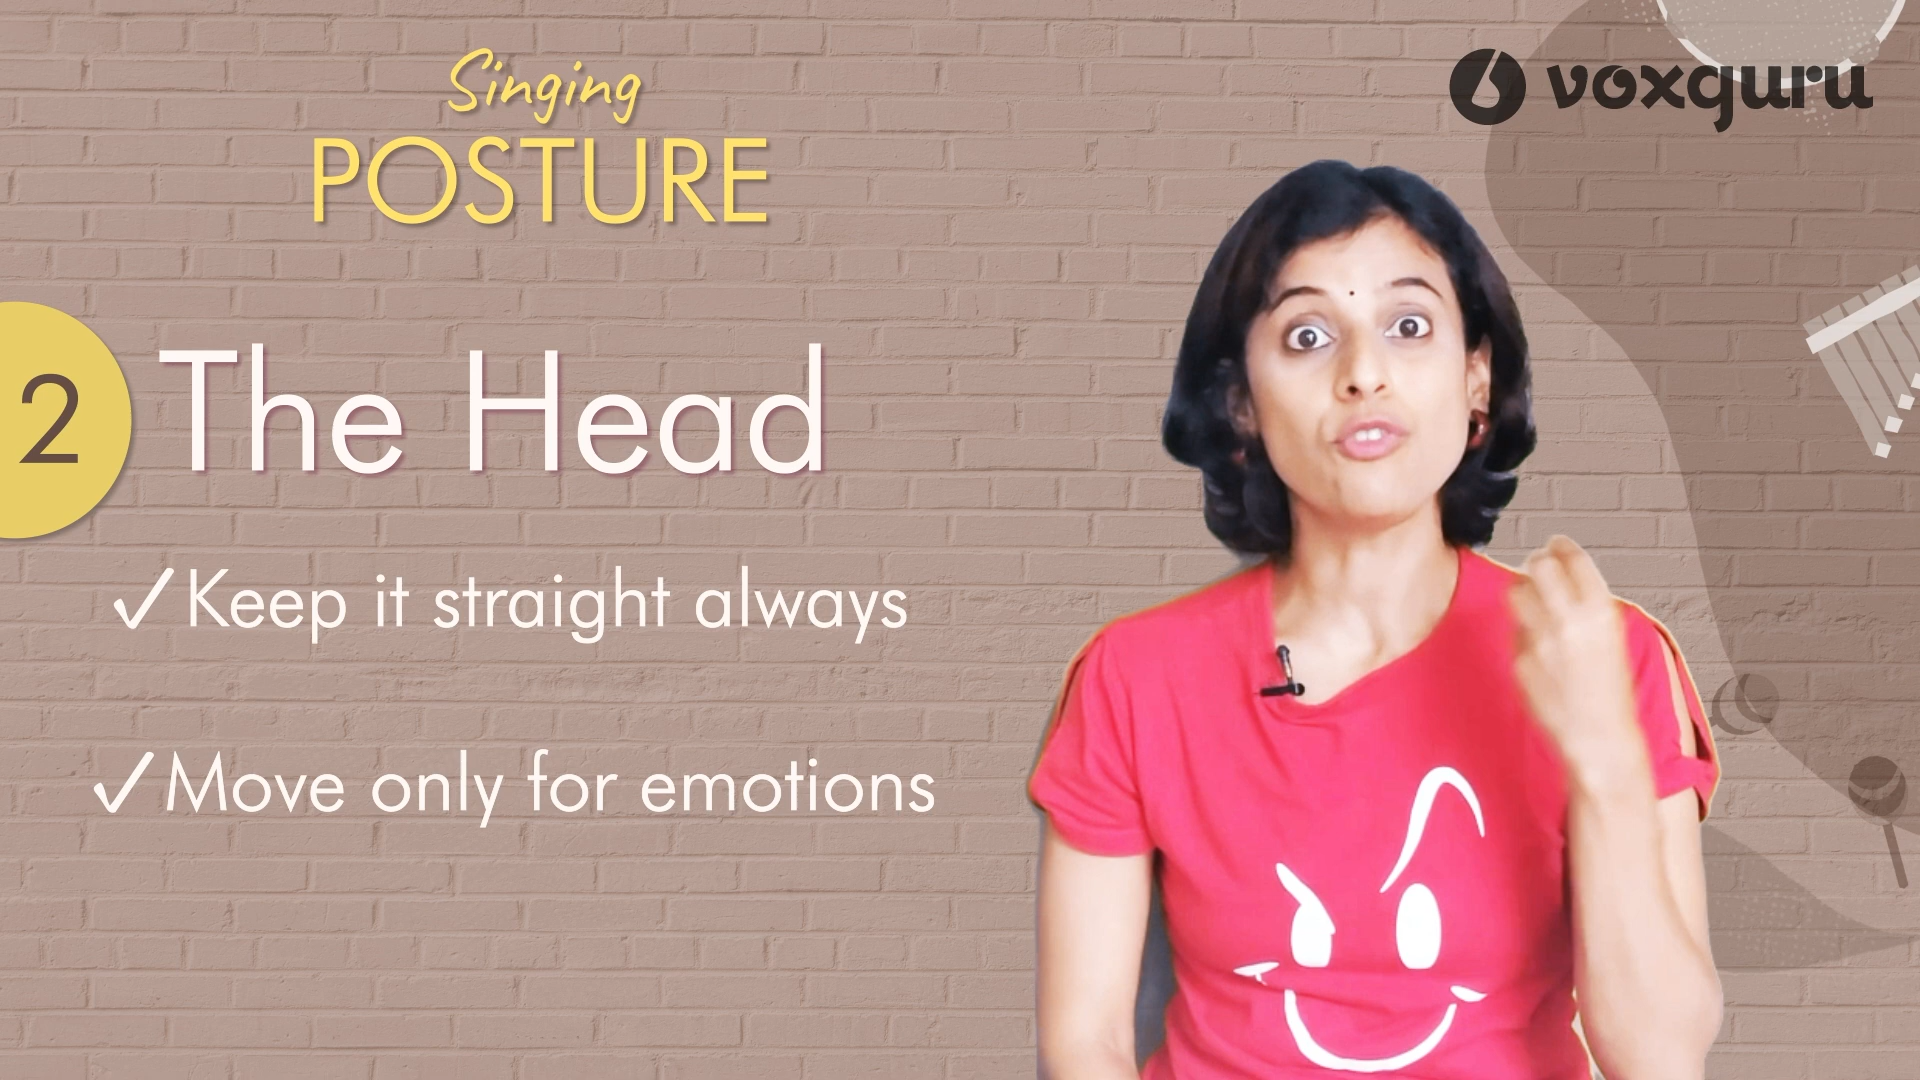 Singing
POSTURE
voxguru
2
The Head
✓Keep it straight always
✓Move only for emotions